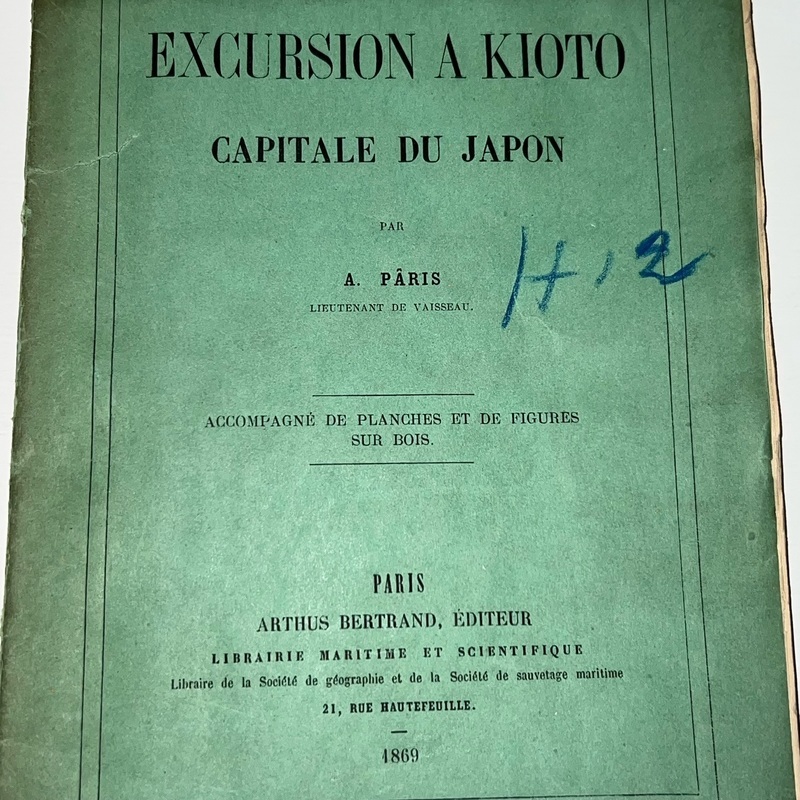 EXCURSION A KIOTO
CAPITALE DU JAPON
PAR
A. PÂRIS
LIEUTENANT DE VAISSEAU.
H, 2
ACCOMPAGNÉ DE PLANCHES ET DE FIGURES
SUR BOIS.
PARIS
ARTHUS BERTRAND, ÉDITEUR
LIBRAIRIE MARITIME ET SCIENTIFIQUE
Libraire de la Société de géographie et de la Société de sauvetage maritime
21, RUE HAUTEFEUILLE.
1869